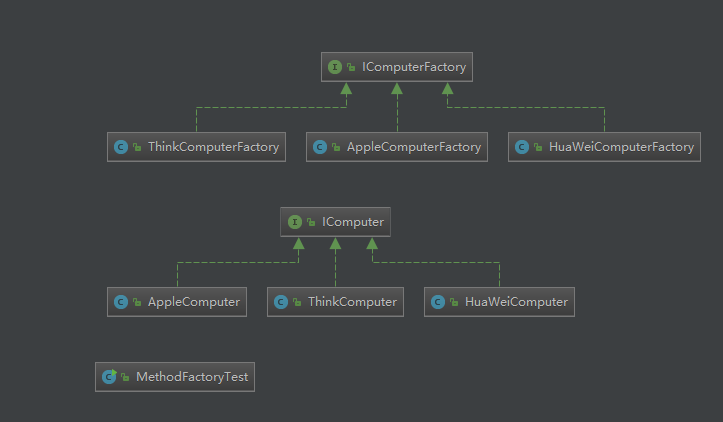 IComputerFactory
ThinkComputerFactory AppleComputerFactory HuaWeiComputerFactory
IComputer
AppleComputer ThinkComputer HuaWeiComputer
MethodFactoryTest